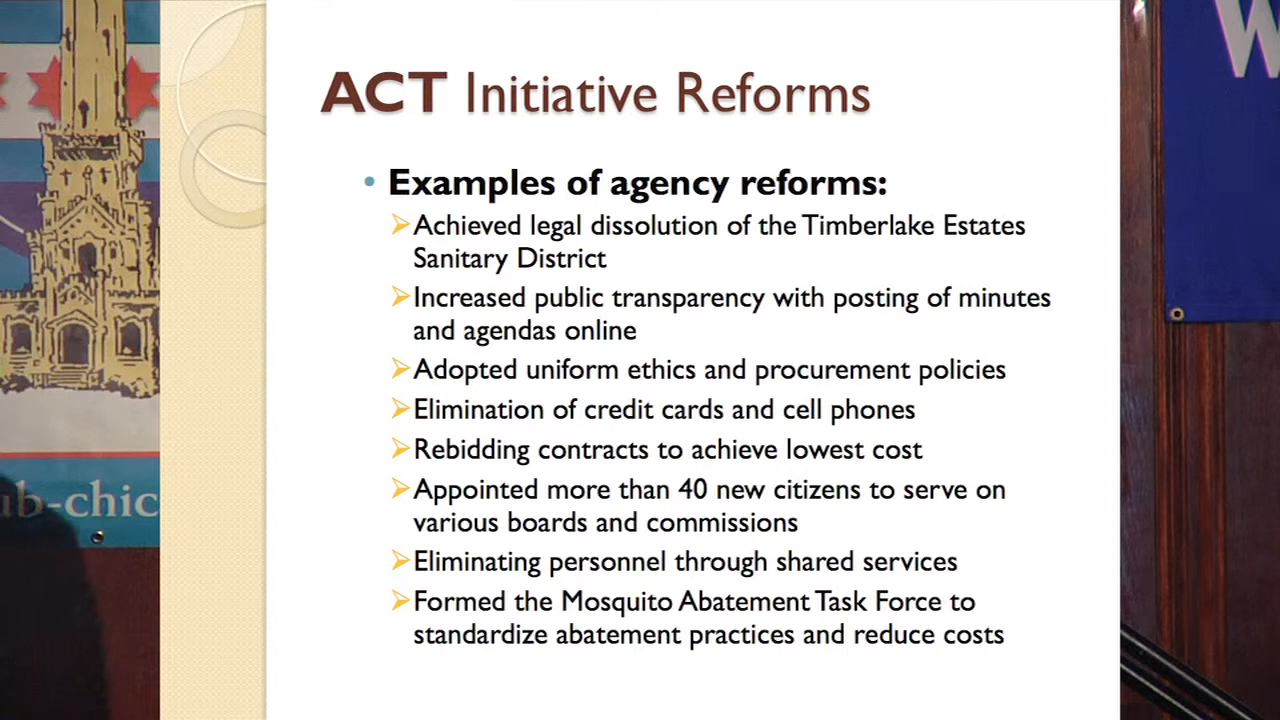 ACT Initiative Reforms
• Examples of agency reforms:
➢Achieved legal dissolution of the Timberlake Estates
Sanitary District
➢Increased public transparency with posting of minutes
and agendas online
➢Adopted uniform ethics and procurement policies
➢Elimination of credit cards and cell phones
➢Rebidding contracts to achieve lowest cost
➢Appointed more than 40 new citizens to serve on
various boards and commissions
➢Eliminating personnel through shared services
➢Formed the Mosquito Abatement Task Force to
standardize abatement practices and reduce costs
ub-chic
W